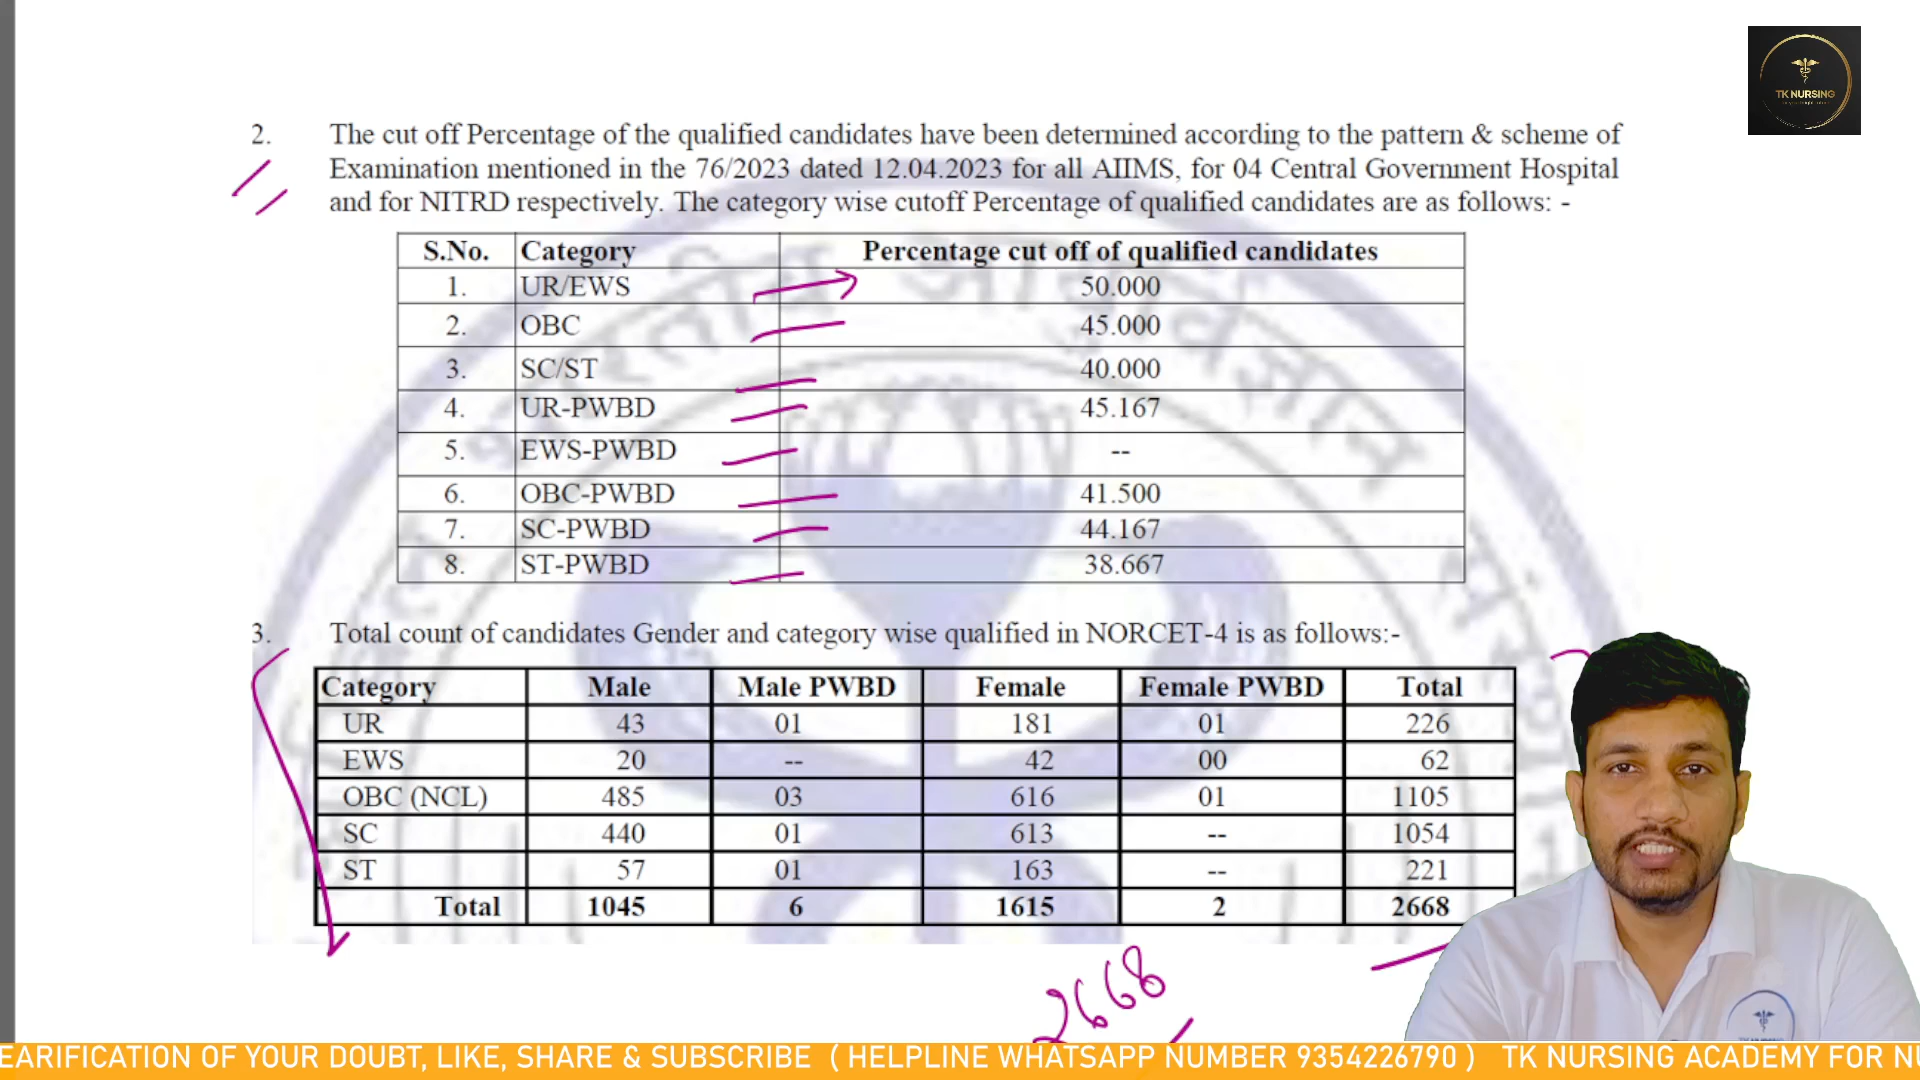 TK NURSING
2. The cut off Percentage of the qualified candidates have been determined according to the pattern & scheme of
Examination mentioned in the 76/2023 dated 12.04.2023 for all AIIMS, for 04 Central Government Hospital
and for NITRD respectively. The category wise cutoff Percentage of qualified candidates are as follows: -
S.No. Category Percentage cut off of qualified candidates
1. UR/EWS 50.000
2. OBC 45.000
3. SC/ST 40.000
4. UR-PWBD 45.167
5. EWS-PWBD --
6. OBC-PWBD 41.500
7. SC-PWBD 44.167
8. ST-PWBD 38.667
3. Total count of candidates Gender and category wise qualified in NORCET-4 is as follows:-
Category Male Male PWBD Female Female PWBD Total
UR 43 01 181 01 226
EWS 20 -- 42 00 62
OBC (NCL) 485 03 616 01 1105
SC 440 01 613 -- 1054
ST 57 01 163 -- 221
Total 1045 6 1615 2 2668
2668
EARIFICATION OF YOUR DOUBT, LIKE, SHARE & SUBSCRIBE ( HELPLINE WHATSAPP NUMBER 9354226790 ) TK NURSING ACADEMY FOR NU